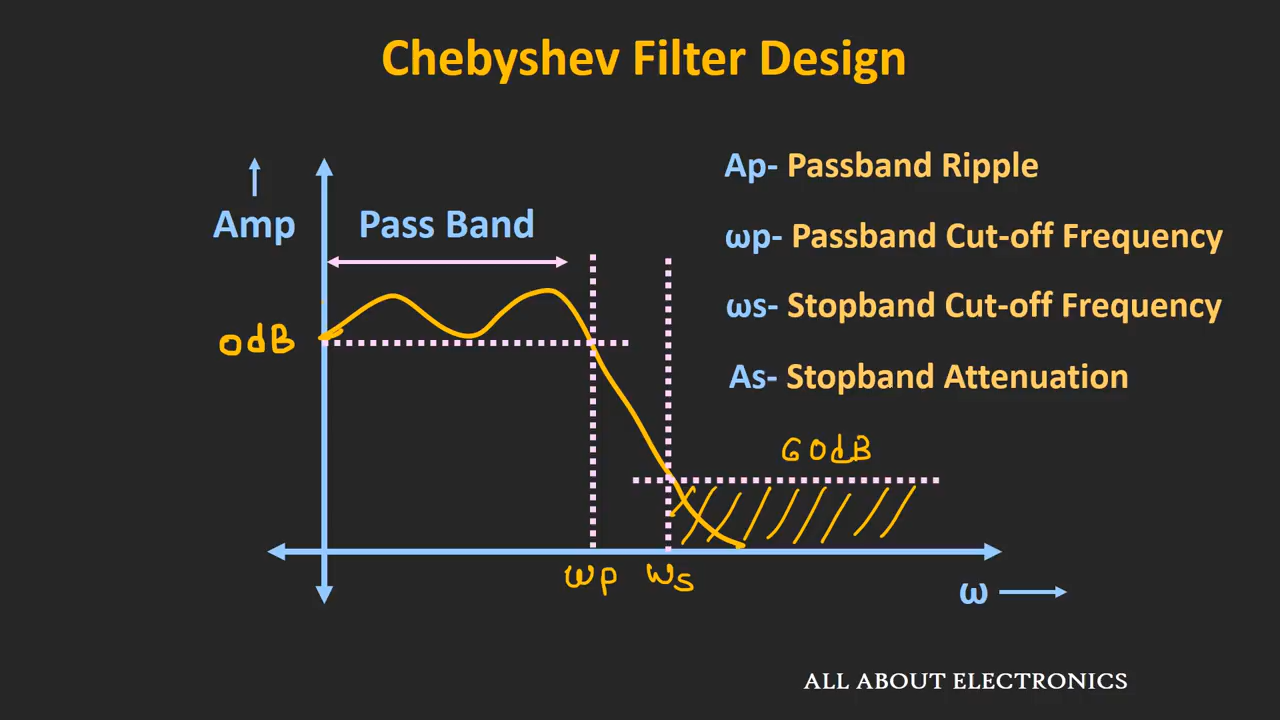 Chebyshev Filter Design
Amp
Pass Band
0dB
Ap- Passband Ripple
ωp- Passband Cut-off Frequency
ωs- Stopband Cut-off Frequency
As- Stopband Attenuation
60dB
ωp
ωs
ω
ALL ABOUT ELECTRONICS